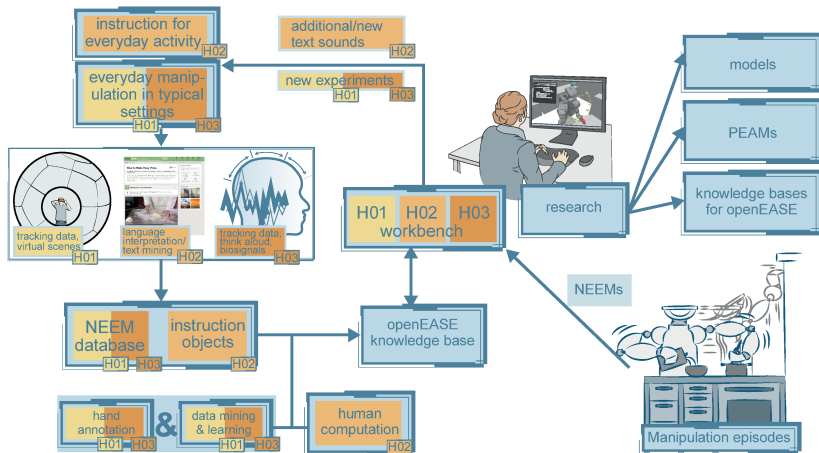 instruction for
everyday activity
H02
additional/new
text sounds
H02
everyday manip-
ulation in typical
settings
H01
H03
new experiments
H01
H03
models
PEAMs
knowledge bases
for openEASE
research
H01 H02 H03
workbench
tracking data,
virtual scenes
H01
language
interpretation/
text mining
H02
tracking data,
think aloud,
biosignals
H03
NEEMs
NEEM
database
H01
H03
instruction
objects
H02
openEASE
knowledge base
hand
annotation
H01
H03
&
data mining
& learning
H01
H03
human
computation
H02
Manipulation episodes